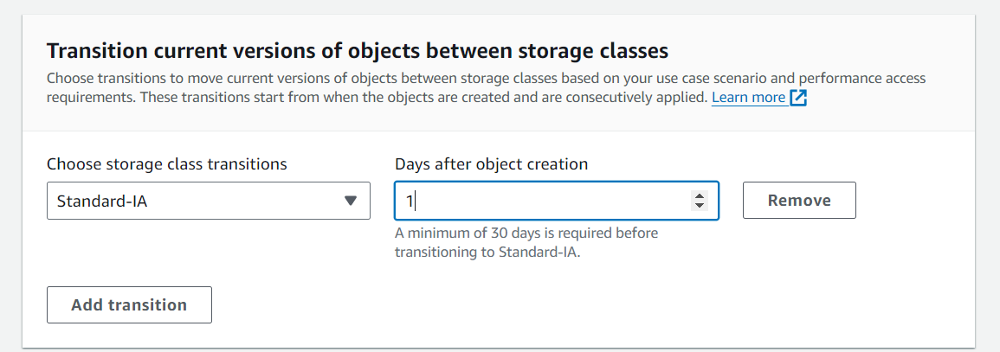 Transition current versions of objects between storage classes
Choose transitions to move current versions of objects between storage classes based on your use case scenario and performance access
requirements. These transitions start from when the objects are created and are consecutively applied. Learn more
Choose storage class transitions
Standard-IA
Days after object creation
1
A minimum of 30 days is required before
transitioning to Standard-IA.
Remove
Add transition